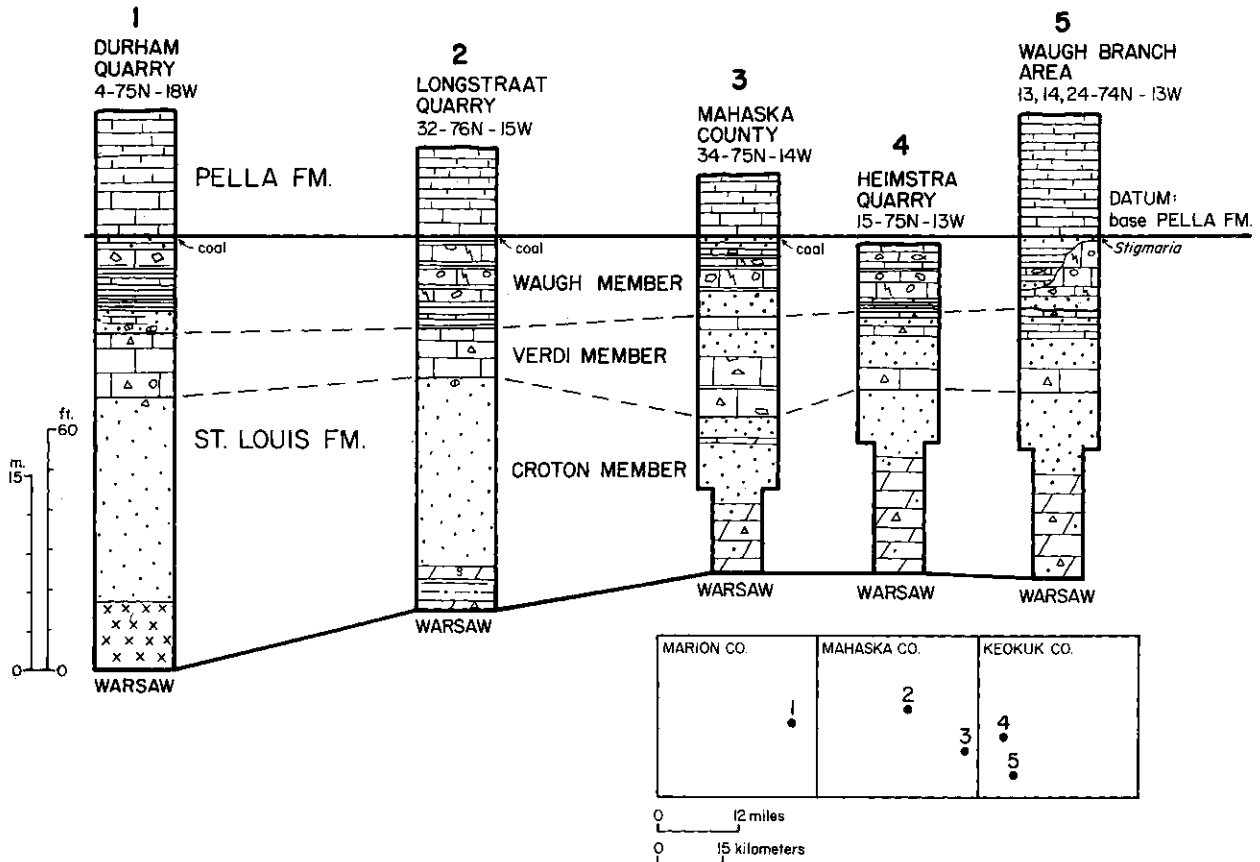 1
DURHAM
QUARRY
4-75N-18W
2
LONGSTRAAT
QUARRY
32-76N-15W
3
MAHASKA
COUNTY
34-75N-14W
4
HEIMSTRA
QUARRY
15-75N-13W
5
WAUGH BRANCH
AREA
13,14,24-74N-13W
PELLA FM.
DATUM:
base PELLA FM.
coal
coal
coal
Stigmaria
WAUGH MEMBER
VERDI MEMBER
ST. LOUIS FM.
CROTON MEMBER
ft.
60
m.
15
0
0
WARSAW
WARSAW
WARSAW
WARSAW
WARSAW
MARION CO.
MAHASKA CO.
KEOKUK CO.
1
2
3
4
5
0 12 miles
0 15 kilometers